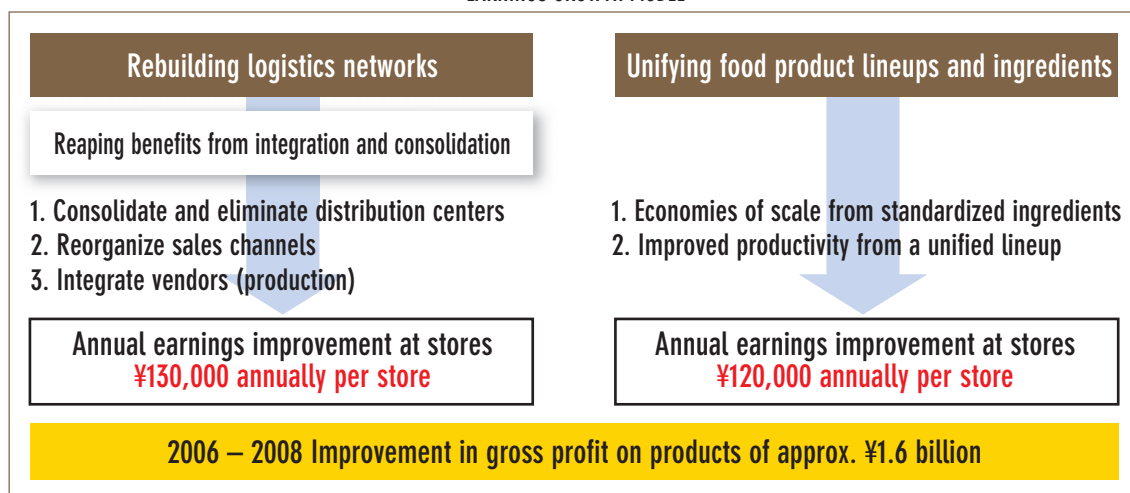 Rebuilding logistics networks
Reaping benefits from integration and consolidation
1. Consolidate and eliminate distribution centers
2. Reorganize sales channels
3. Integrate vendors (production)
Annual earnings improvement at stores
¥130,000 annually per store
Unifying food product lineups and ingredients
1. Economies of scale from standardized ingredients
2. Improved productivity from a unified lineup
Annual earnings improvement at stores
¥120,000 annually per store
2006 – 2008 Improvement in gross profit on products of approx. ¥1.6 billion